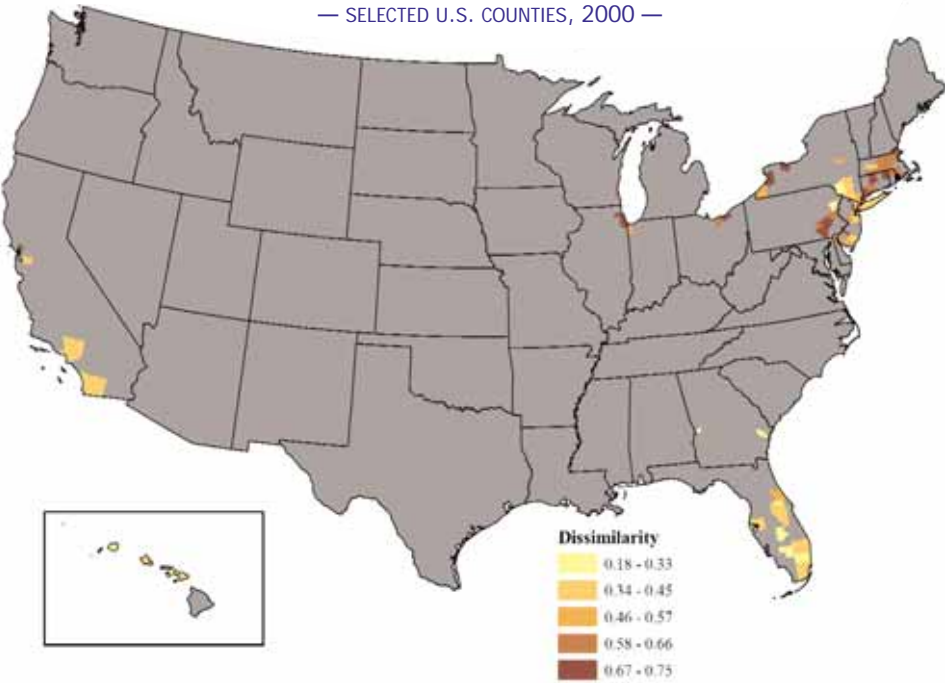 — SELECTED U.S. COUNTIES, 2000 —
Dissimilarity
0.18 - 0.33
0.34 - 0.45
0.46 - 0.57
0.58 - 0.66
0.67 - 0.75